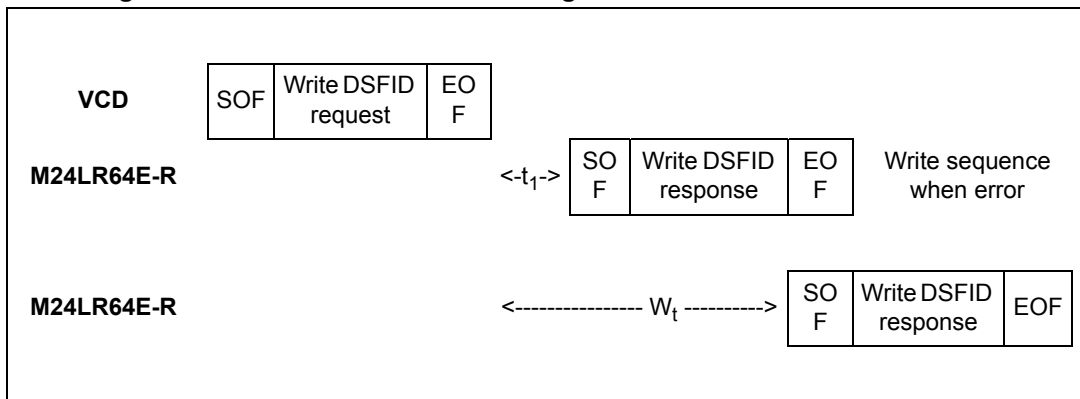 VCD SOF Write DSFID request EO F
M24LR64E-R <-t1-> SO F Write DSFID response EO F Write sequence when error
M24LR64E-R <---------------- Wt ----------> SO F Write DSFID response EOF